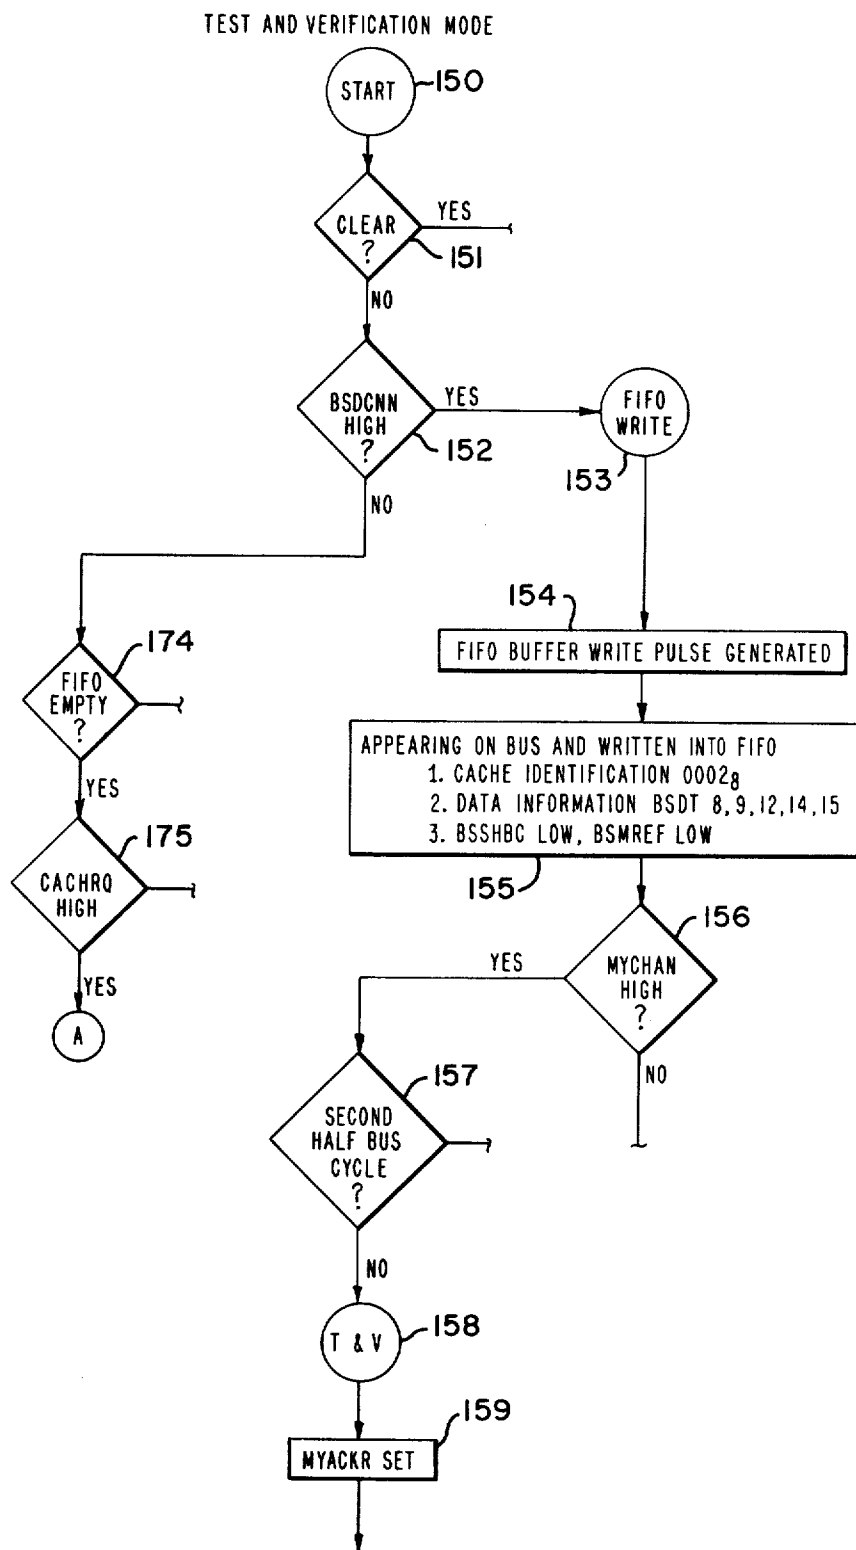 TEST AND VERIFICATION MODE
START
150
CLEAR
?
151
YES
NO
BSDCNN
HIGH
?
152
YES
NO
FIFO
WRITE
153
154
FIFO BUFFER WRITE PULSE GENERATED
174
FIFO
EMPTY
?
YES
175
CACHRQ
HIGH
YES
A
APPEARING ON BUS AND WRITTEN INTO FIFO
1. CACHE IDENTIFICATION 0002₈
2. DATA INFORMATION BSDT 8, 9, 12, 14, 15
3. BSSHBC LOW, BSMREF LOW
155
156
MYCHAN
HIGH
?
YES
NO
157
SECOND
HALF BUS
CYCLE
?
NO
T & V
158
159
MYACKR SET